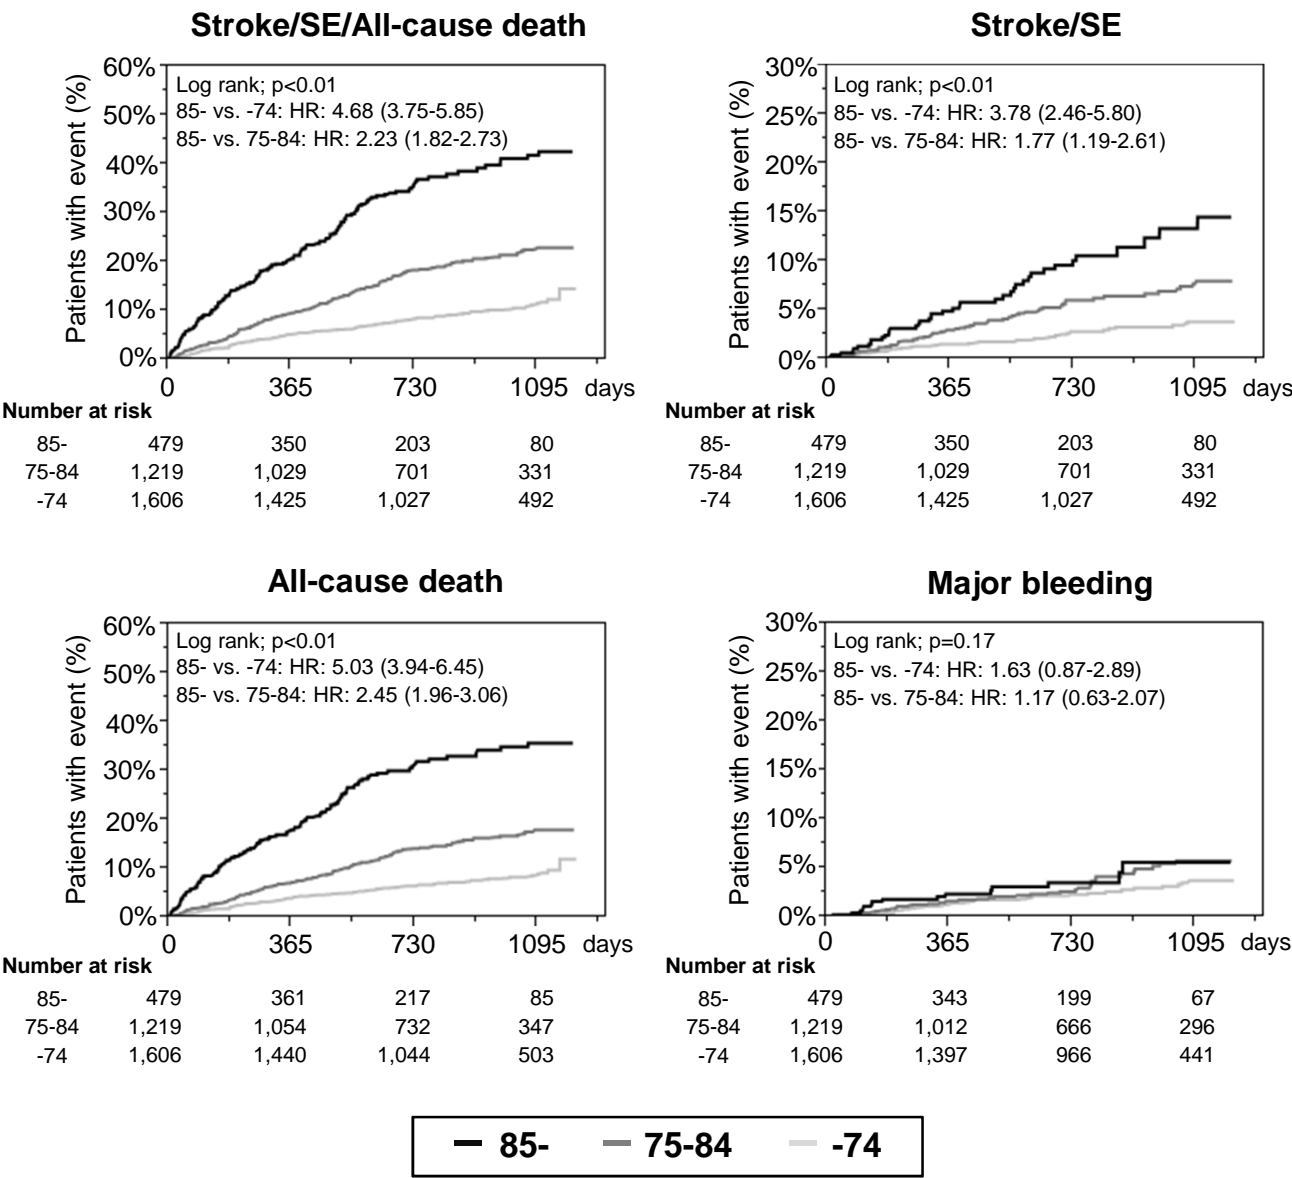 Stroke/SE/All-cause death
Patients with event (%)
60%
50%
40%
30%
20%
10%
0%
Log rank; p<0.01
85- vs. -74: HR: 4.68 (3.75-5.85)
85- vs. 75-84: HR: 2.23 (1.82-2.73)
0 365 730 1095 days
Number at risk
85- 479 350 203 80
75-84 1,219 1,029 701 331
-74 1,606 1,425 1,027 492
Stroke/SE
Patients with event (%)
30%
25%
20%
15%
10%
5%
0%
Log rank; p<0.01
85- vs. -74: HR: 3.78 (2.46-5.80)
85- vs. 75-84: HR: 1.77 (1.19-2.61)
0 365 730 1095 days
Number at risk
85- 479 350 203 80
75-84 1,219 1,029 701 331
-74 1,606 1,425 1,027 492
All-cause death
Patients with event (%)
60%
50%
40%
30%
20%
10%
0%
Log rank; p<0.01
85- vs. -74: HR: 5.03 (3.94-6.45)
85- vs. 75-84: HR: 2.45 (1.96-3.06)
0 365 730 1095 days
Number at risk
85- 479 361 217 85
75-84 1,219 1,054 732 347
-74 1,606 1,440 1,044 503
Major bleeding
Patients with event (%)
30%
25%
20%
15%
10%
5%
0%
Log rank; p=0.17
85- vs. -74: HR: 1.63 (0.87-2.89)
85- vs. 75-84: HR: 1.17 (0.63-2.07)
0 365 730 1095 days
Number at risk
85- 479 343 199 67
75-84 1,219 1,012 666 296
-74 1,606 1,397 966 441
85- 75-84 -74